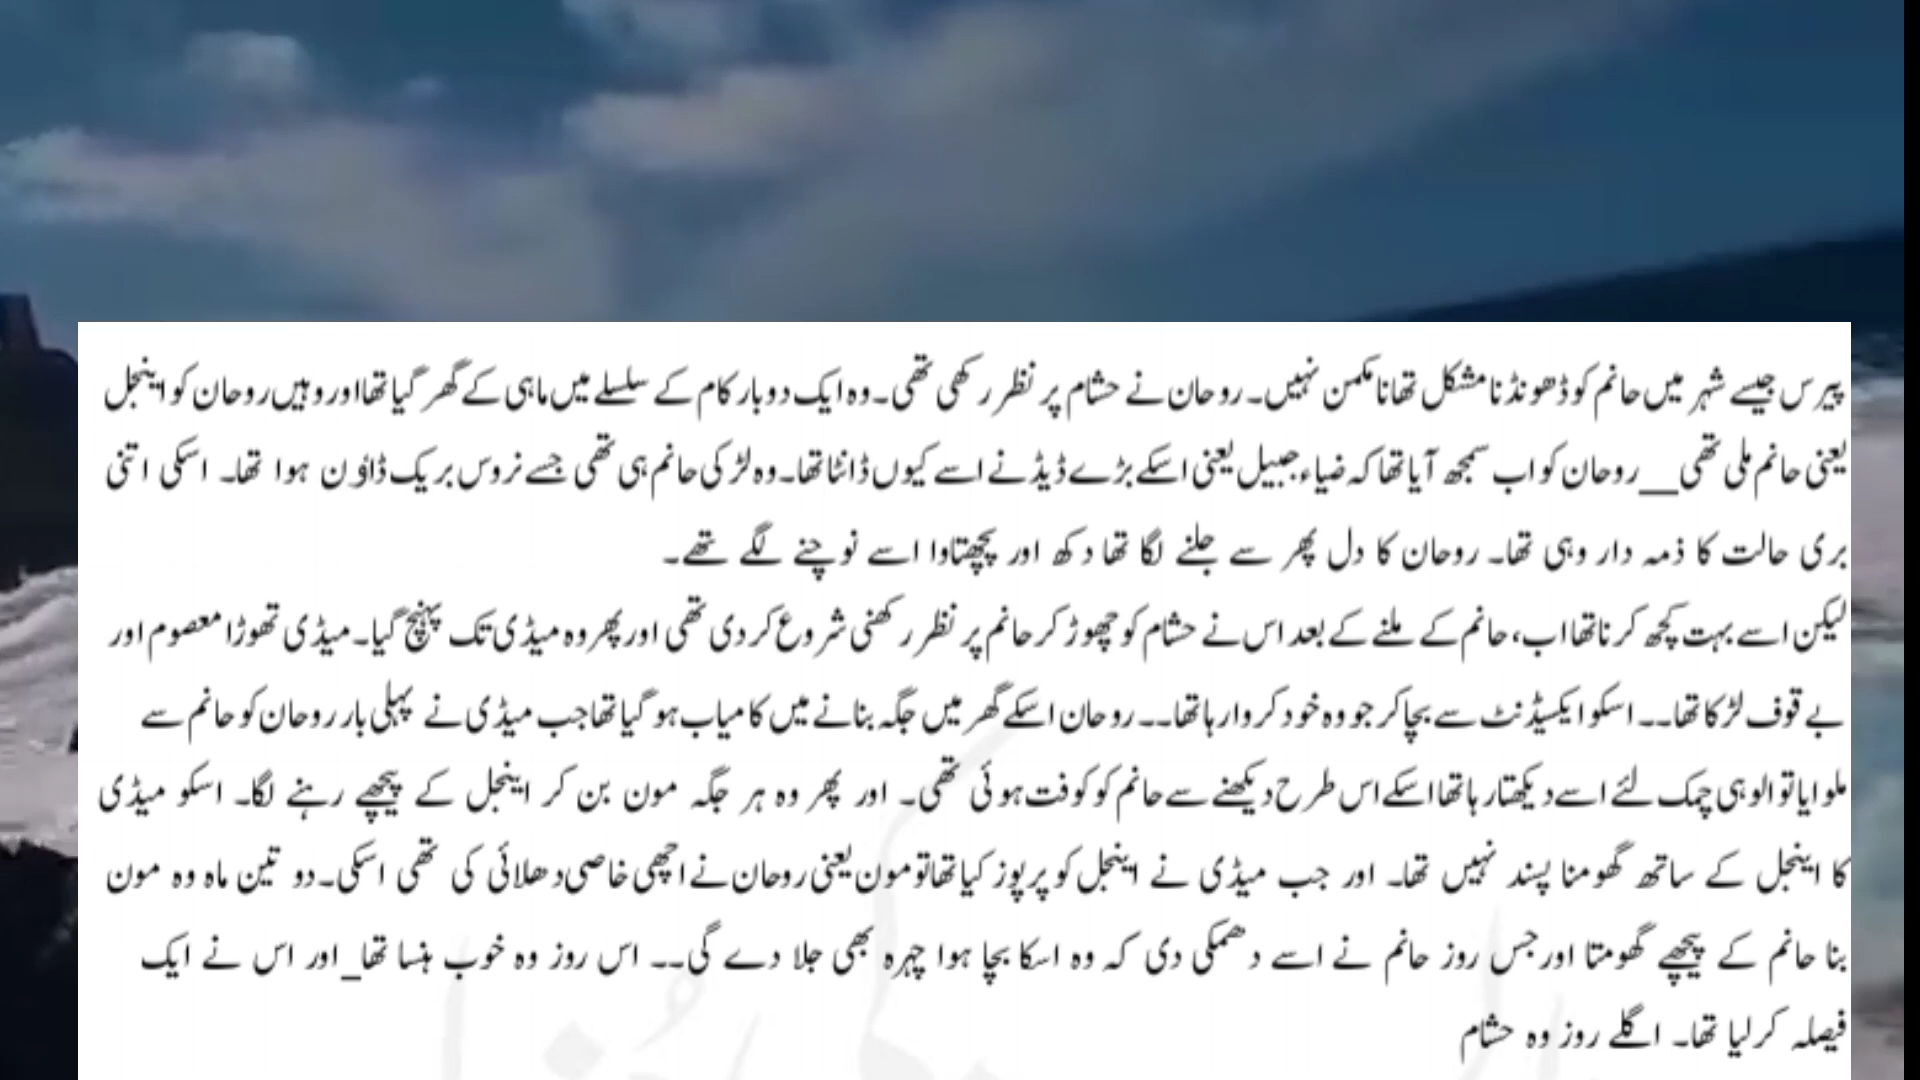 پیرس جیسے شہر میں حانم کو ڈھونڈنا مشکل تھا ناممکن نہیں۔ روحان نے حشام پر نظر رکھی تھی۔ وہ ایک دو بار کام کے سلسلے میں ماہی کے گھر گیا تھا اور وہیں روحان کو اینجل
یعنی حانم ملی تھی__ روحان کو اب سمجھ آیا تھا کہ ضیاء جبیل یعنی اسکے بڑے ڈیڈ نے اسے کیوں ڈانٹا تھا۔ وہ لڑکی حانم ہی تھی جسے نروس بریک ڈاؤن ہوا تھا۔ اسکی اتنی
بری حالت کا ذمہ دار وہی تھا۔ روحان کا دل پھر سے جلنے لگا تھا دکھ اور پچھتاوا اسے نوچنے لگے تھے۔
لیکن اسے بہت کچھ کرنا تھا اب، حانم کے ملنے کے بعد اس نے حشام کو چھوڑ کر حانم پر نظر رکھنی شروع کر دی تھی اور پھر وہ میڈی تک پہنچ گیا۔ میڈی تھوڑا معصوم اور
بے قوف لڑکا تھا۔۔ اسکو ایکسیڈنٹ سے بچا کر جو وہ خود کروا رہا تھا۔۔ روحان اسکے گھر میں جگہ بنانے میں کامیاب ہو گیا تھا جب میڈی نے پہلی بار روحان کو حانم سے
ملوایا تو الوہی چمک لئے اسے دیکھتا رہا تھا اسکے اس طرح دیکھنے سے حانم کو کوفت ہوئی تھی۔ اور پھر وہ ہر جگہ مون بن کر اینجل کے پیچھے رہنے لگا۔ اسکو میڈی
کا اینجل کے ساتھ گھومنا پسند نہیں تھا۔ اور جب میڈی نے اینجل کو پرپوز کیا تھا تو مون یعنی روحان نے اچھی خاصی دھلائی کی تھی اسکی۔ دو تین ماہ وہ مون
بنا حانم کے پیچھے گھومتا اور جس روز حانم نے اسے دھمکی دی کہ وہ اسکا بچا ہوا چہرہ بھی جلا دے گی۔۔ اس روز وہ خوب ہنسا تھا_ اور اس نے ایک
فیصلہ کرلیا تھا۔ اگلے روز وہ حشام